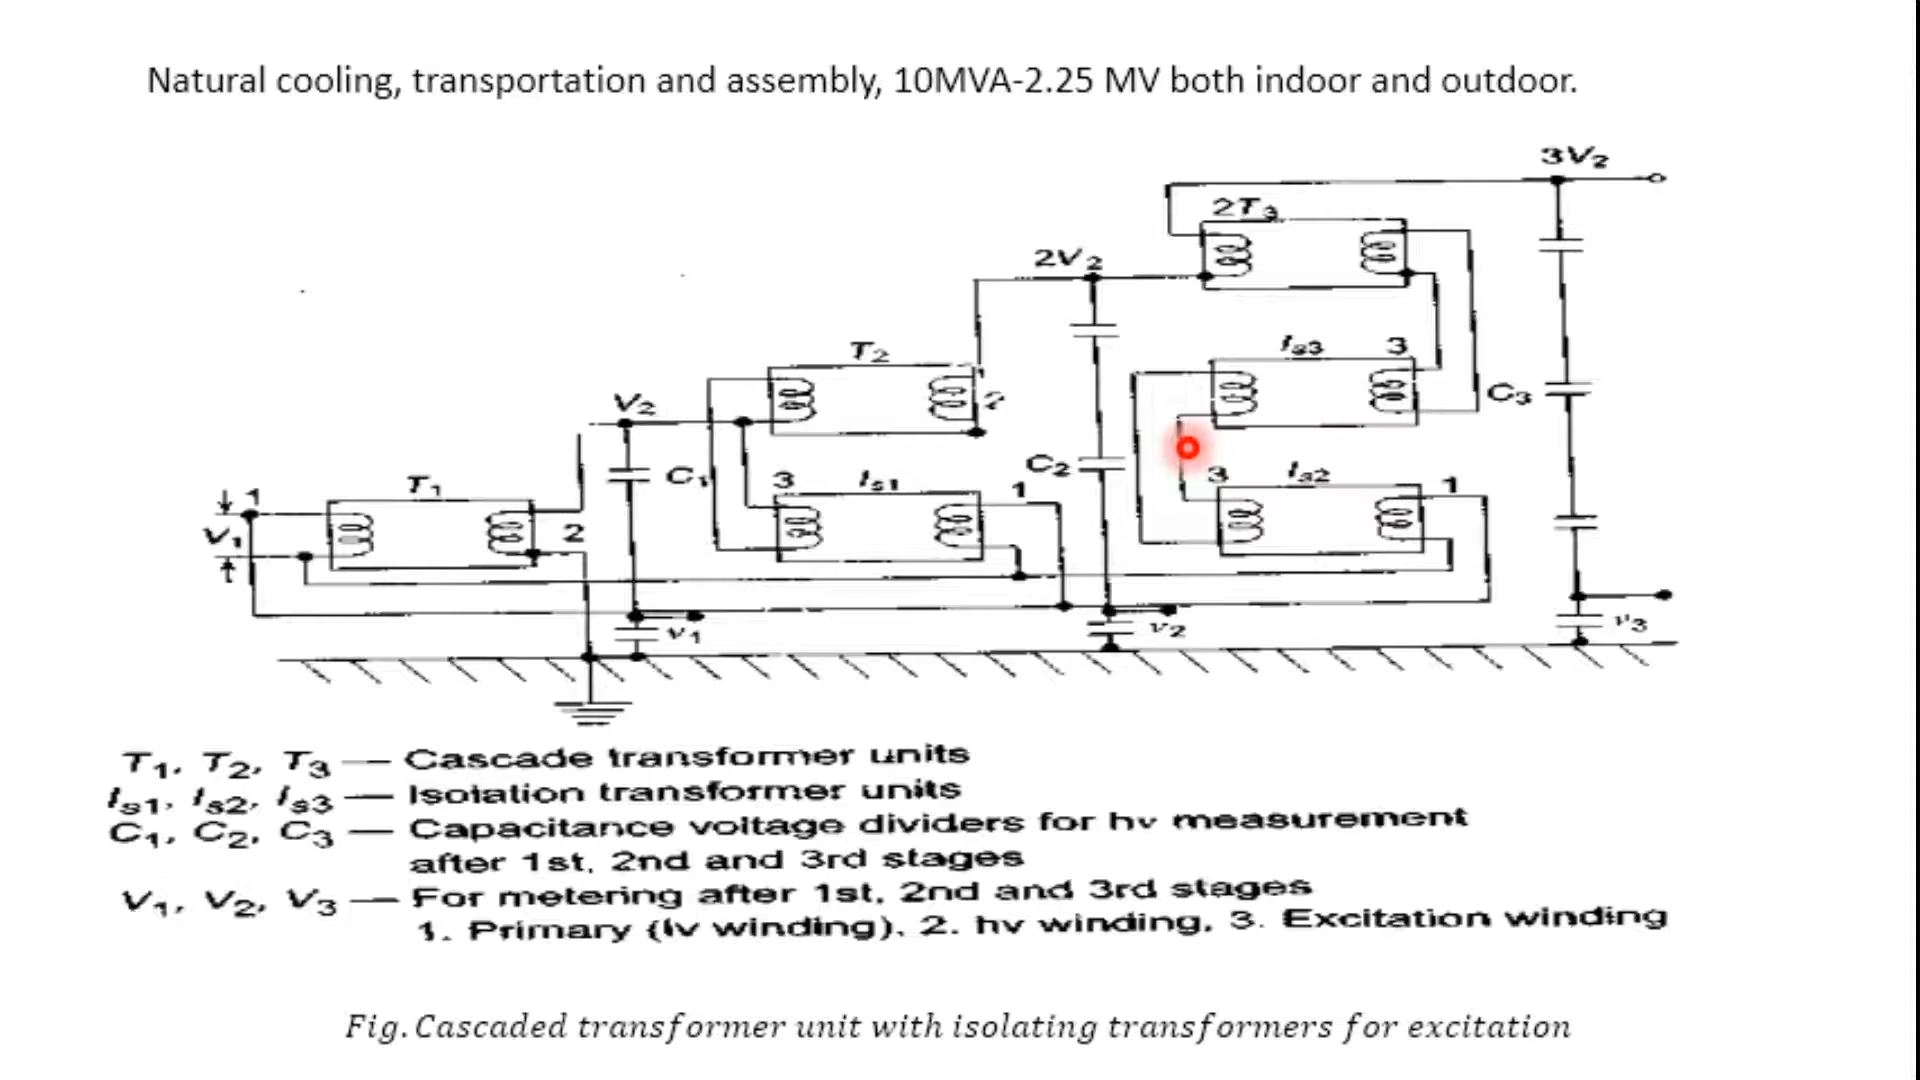 Natural cooling, transportation and assembly, 10MVA-2.25 MV both indoor and outdoor.
3V₂
2T₃
2V₂
Iₛ₃ 3
T₂
1
2
C₃
V₂
C₂
3 Iₛ₂ 1
C₁
3 Iₛ₁ 1
1
T₁
V₁
2
v₁
v₂
v₃
T₁, T₂, T₃ — Cascade transformer units
Iₛ₁, Iₛ₂, Iₛ₃ — Isolation transformer units
C₁, C₂, C₃ — Capacitance voltage dividers for hv measurement
after 1st, 2nd and 3rd stages
V₁, V₂, V₃ — For metering after 1st, 2nd and 3rd stages
1. Primary (lv winding), 2. hv winding, 3. Excitation winding
Fig. Cascaded transformer unit with isolating transformers for excitation